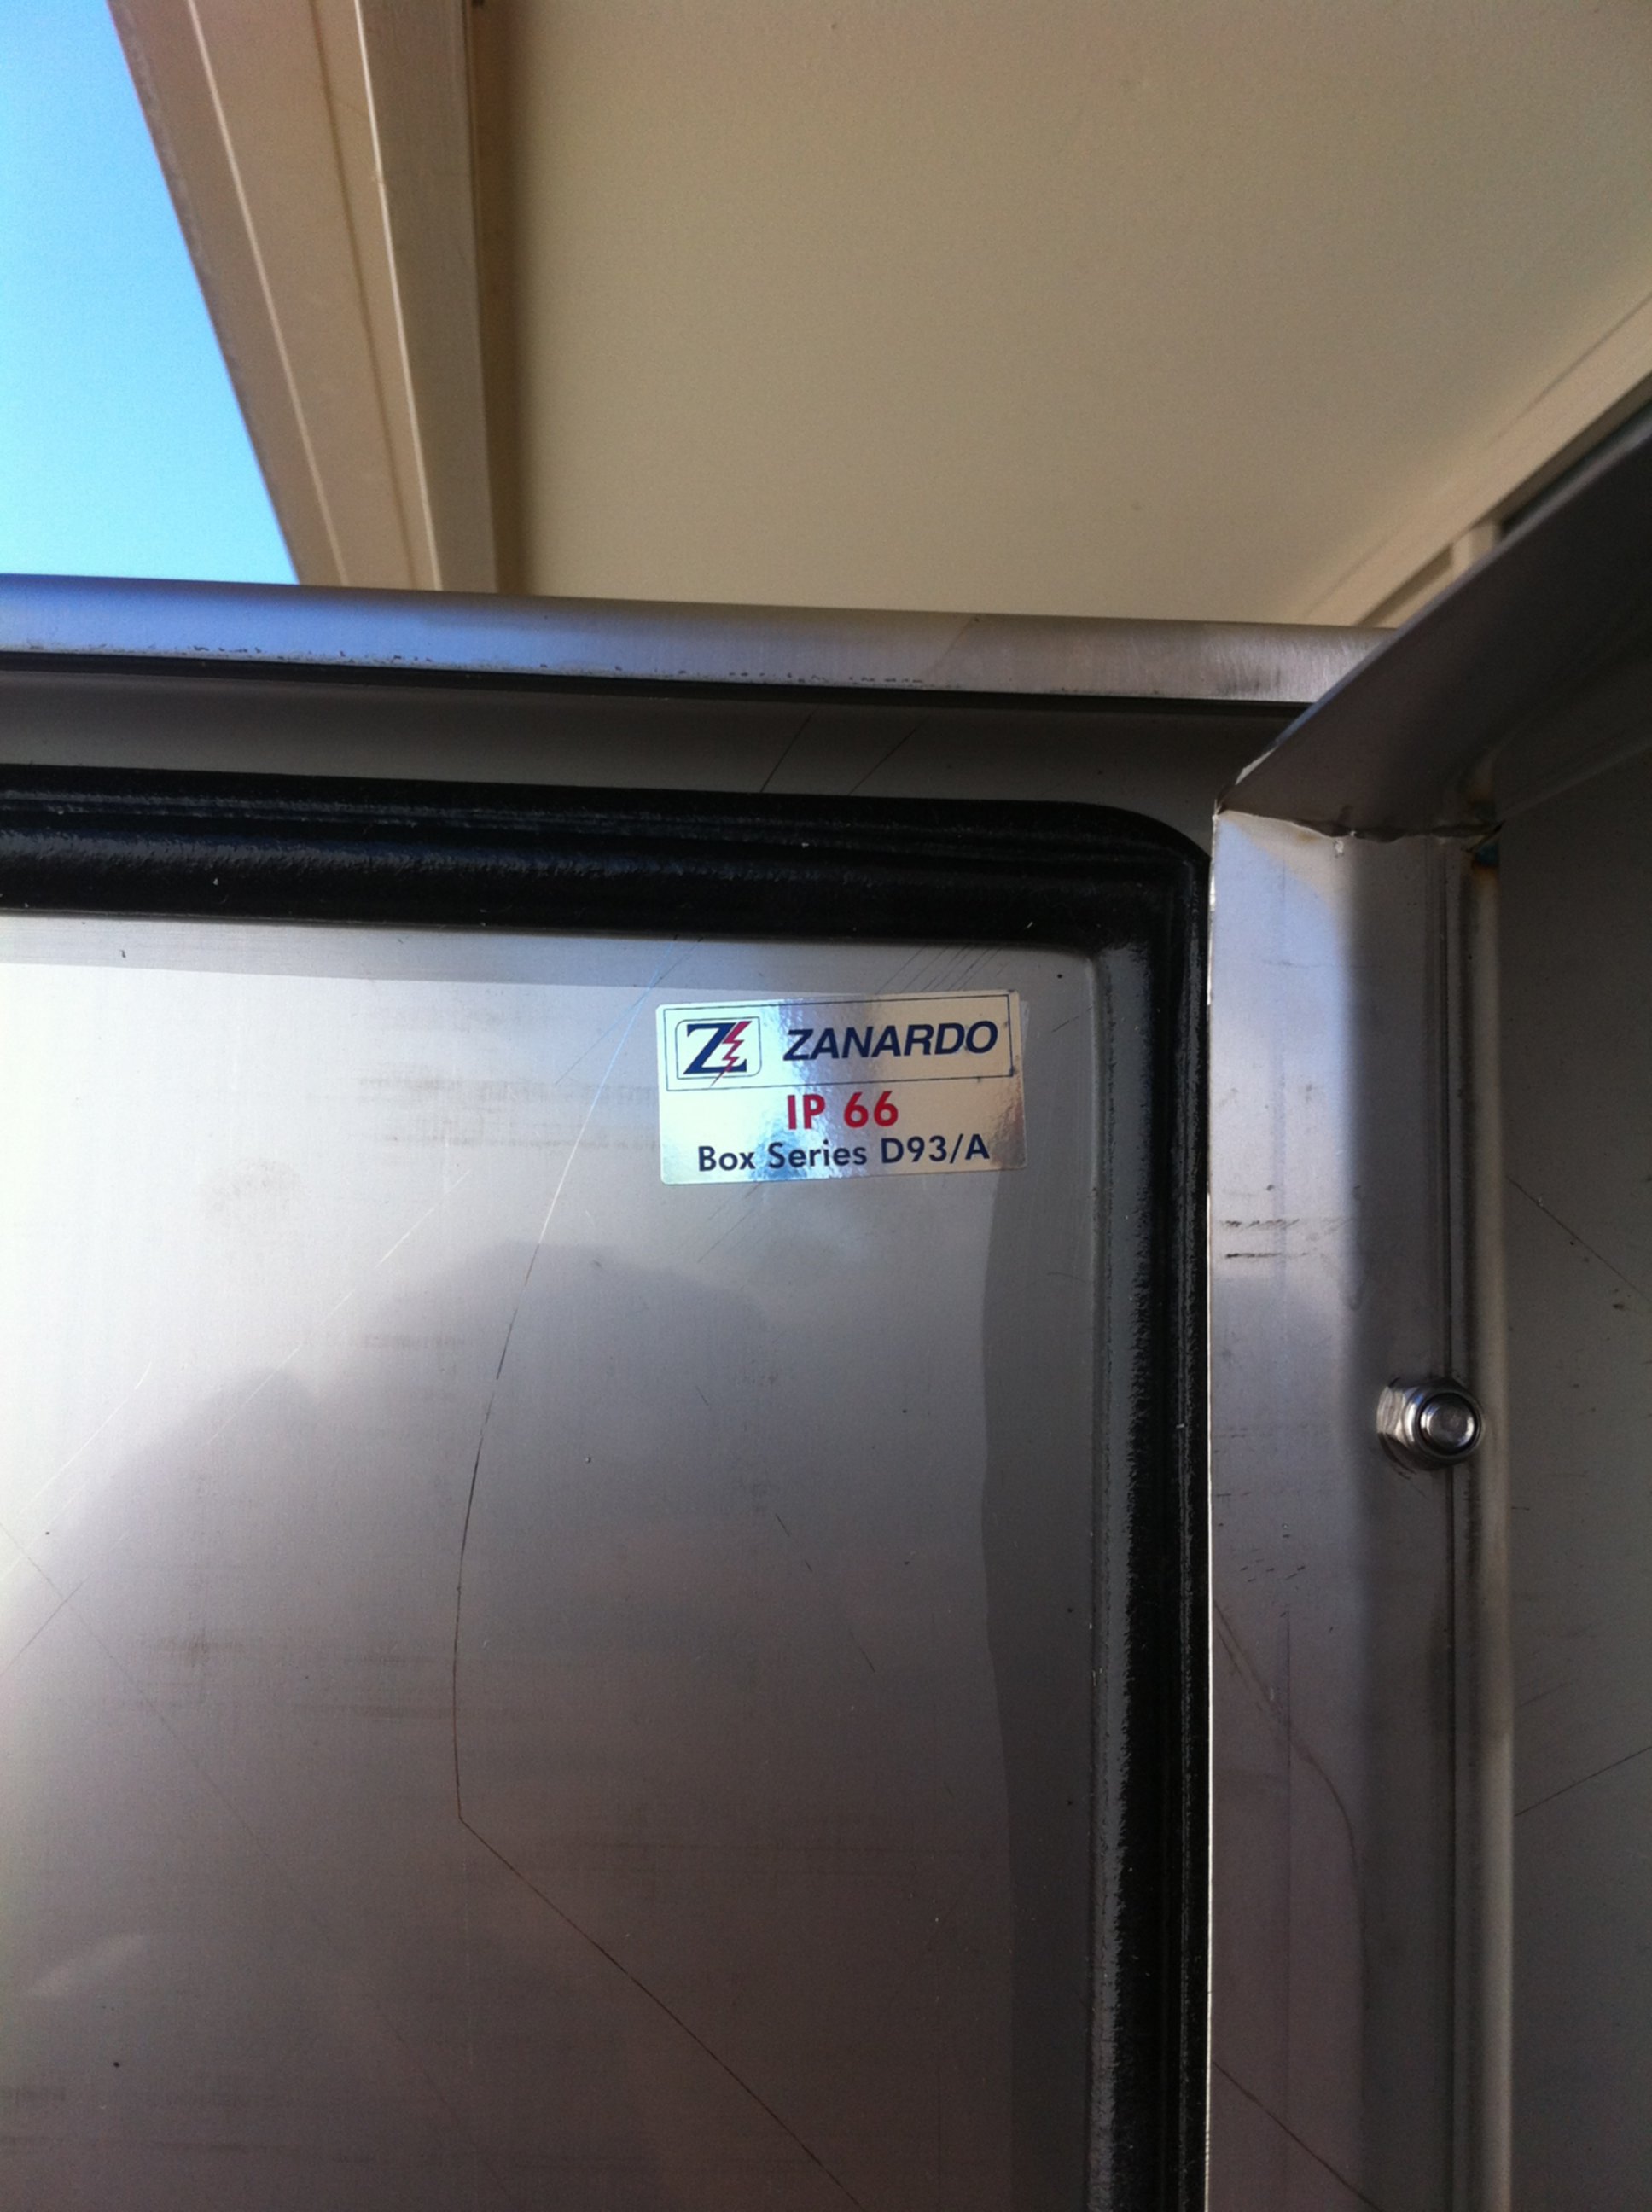 Z ZANARDO
IP 66
Box Series D93/A